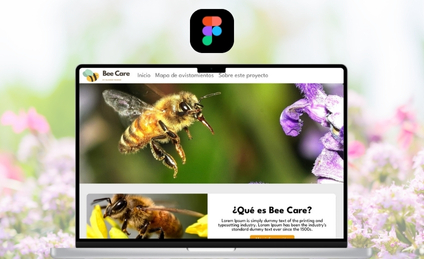 Bee Care
Inicio Mapa de avistamientos Sobre este proyecto
¿Qué es Bee Care?
Lorem Ipsum is simply dummy text of the printing and
typesetting industry. Lorem Ipsum has been the industry's
standard dummy text ever since the 1500s.